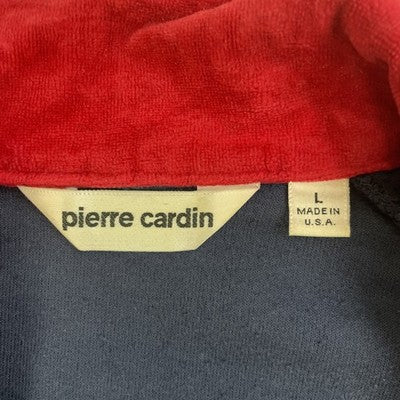 pierre cardin
L
MADE IN
U.S.A.